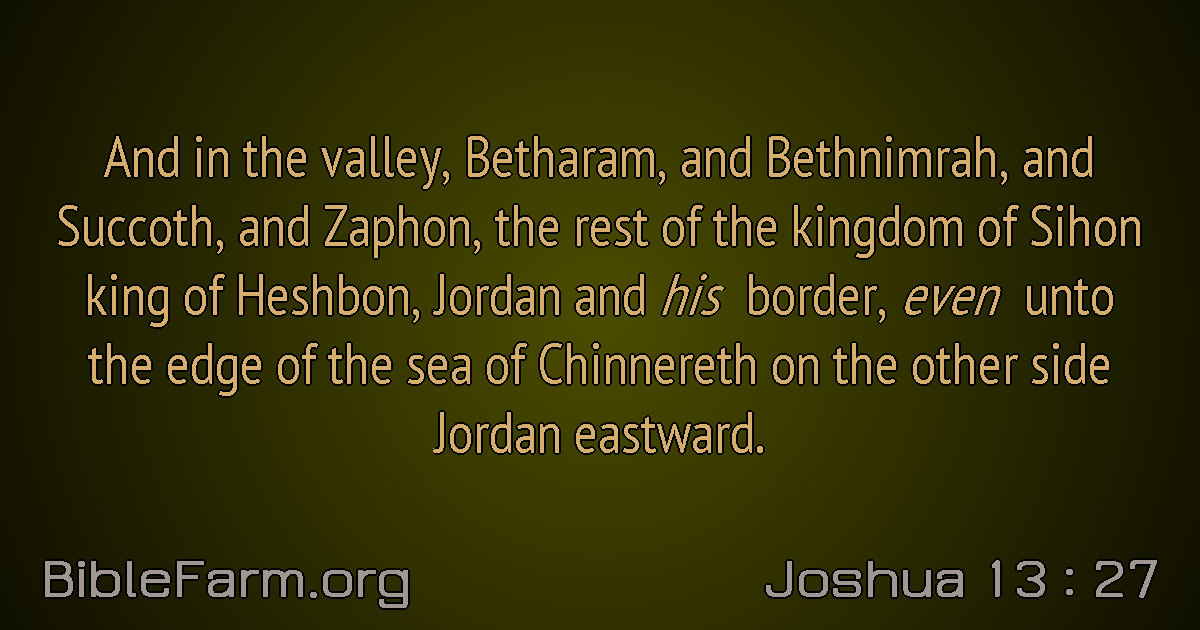 And in the valley, Betharam, and Bethnimrah, and
Succoth, and Zaphon, the rest of the kingdom of Sihon
king of Heshbon, Jordan and his border, even unto
the edge of the sea of Chinnereth on the other side
Jordan eastward.
BibleFarm.org
Joshua 13 : 27